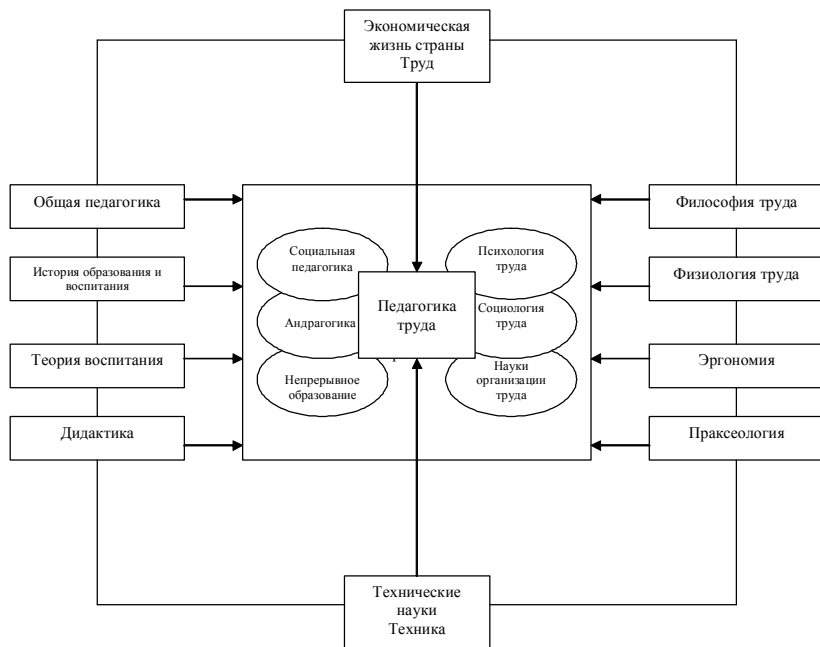 Экономическая
жизнь страны
Труд
Общая педагогика
История образования и
воспитания
Теория воспитания
Дидактика
Социальная
педагогика
Андрагогика
Непрерывное
образование
Педагогика
труда
Психология
труда
Социология
труда
Науки
организации
труда
Философия труда
Физиология труда
Эргономия
Праксеология
Технические
науки
Техника